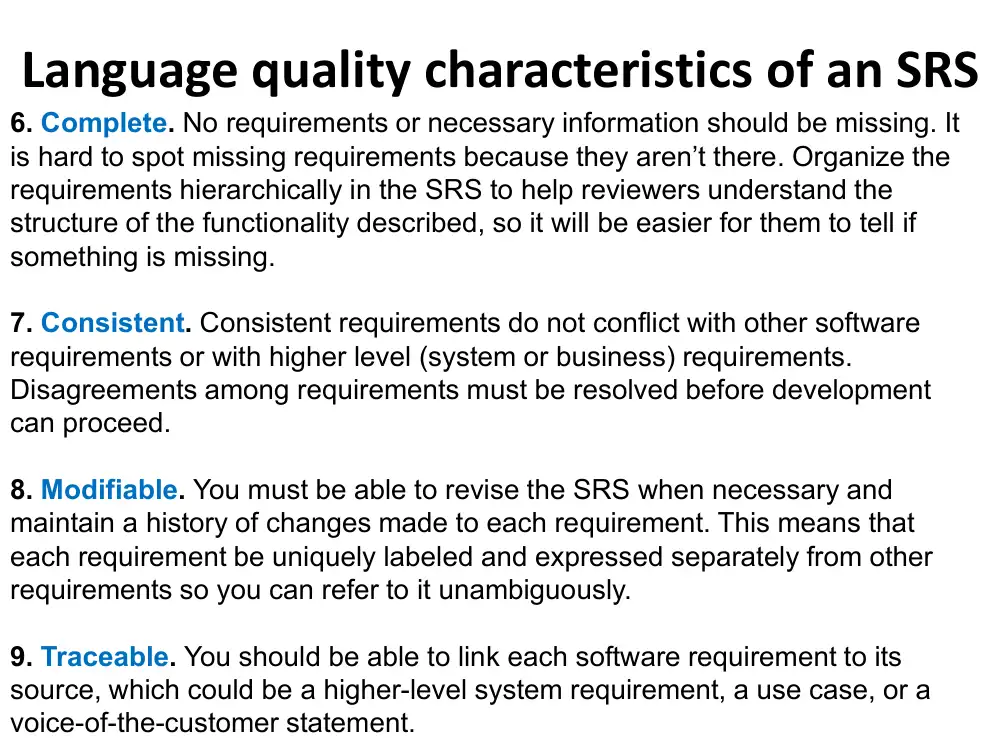 Language quality characteristics of an SRS
6. Complete. No requirements or necessary information should be missing. It
is hard to spot missing requirements because they aren’t there. Organize the
requirements hierarchically in the SRS to help reviewers understand the
structure of the functionality described, so it will be easier for them to tell if
something is missing.
7. Consistent. Consistent requirements do not conflict with other software
requirements or with higher level (system or business) requirements.
Disagreements among requirements must be resolved before development
can proceed.
8. Modifiable. You must be able to revise the SRS when necessary and
maintain a history of changes made to each requirement. This means that
each requirement be uniquely labeled and expressed separately from other
requirements so you can refer to it unambiguously.
9. Traceable. You should be able to link each software requirement to its
source, which could be a higher-level system requirement, a use case, or a
voice-of-the-customer statement.